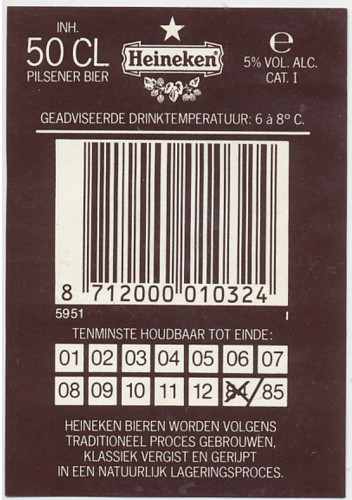 INH.
50 CL
PILSENER BIER
Heineken
℮
5% VOL. ALC.
CAT. I
GEADVISEERDE DRINKTEMPERATUUR: 6 à 8° C.
8 712000 010324
5951 I
TENMINSTE HOUDBAAR TOT EINDE:
01 02 03 04 05 06 07
08 09 10 11 12 84/85
HEINEKEN BIEREN WORDEN VOLGENS
TRADITIONEEL PROCES GEBROUWEN,
KLASSIEK VERGIST EN GERIJPT
IN EEN NATUURLIJK LAGERINGSPROCES.